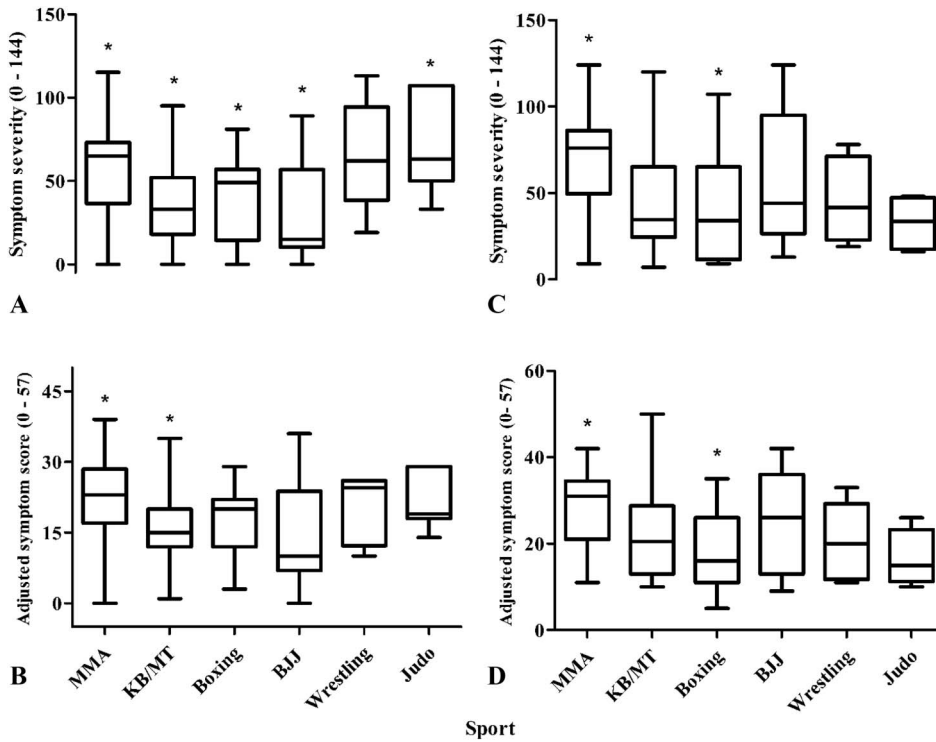 Symptom severity (0 - 144)
150
100
50
0
* * * * *
A
Symptom severity (0 - 144)
150
100
50
0
* *
C
Adjusted symptom score (0 - 57)
45
30
15
0
* *
B
MMA
KB/MT
Boxing
BJJ
Wrestling
Judo
Adjusted symptom score (0- 57)
60
40
20
0
* *
D
MMA
KB/MT
Boxing
BJJ
Wrestling
Judo
Sport